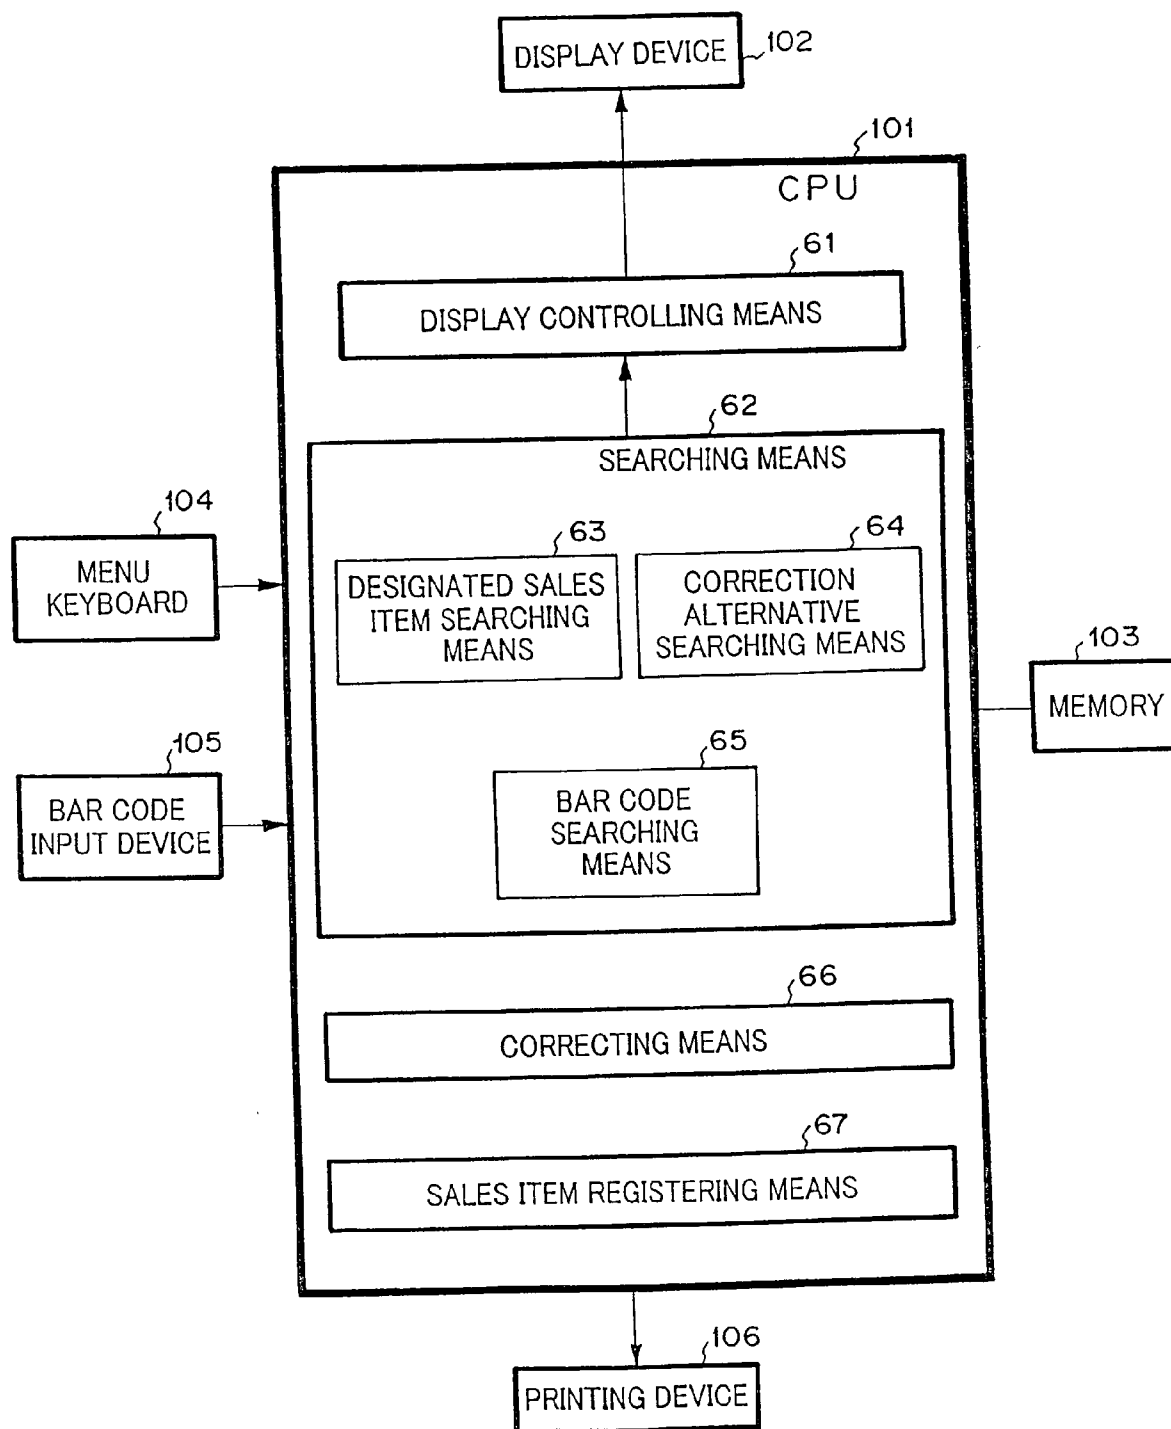 DISPLAY DEVICE
102
101
CPU
61
DISPLAY CONTROLLING MEANS
62
SEARCHING MEANS
104
MENU
KEYBOARD
63
DESIGNATED SALES
ITEM SEARCHING
MEANS
64
CORRECTION
ALTERNATIVE
SEARCHING MEANS
103
MEMORY
105
BAR CODE
INPUT DEVICE
65
BAR CODE
SEARCHING
MEANS
66
CORRECTING MEANS
67
SALES ITEM REGISTERING MEANS
106
PRINTING DEVICE